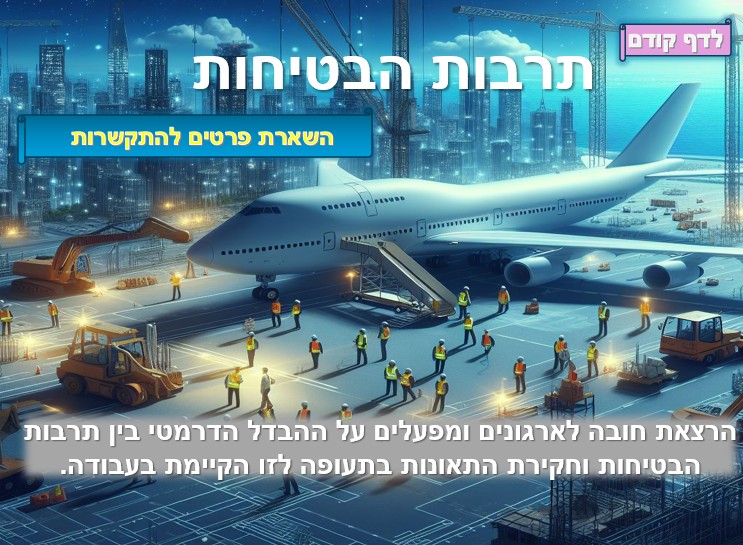 לדף קודם
תרבות הבטיחות
השארת פרטים להתקשרות
הרצאת חובה לארגונים ומפעלים על ההבדל הדרמטי בין תרבות
הבטיחות וחקירת התאונות בתעופה לזו הקיימת בעבודה.